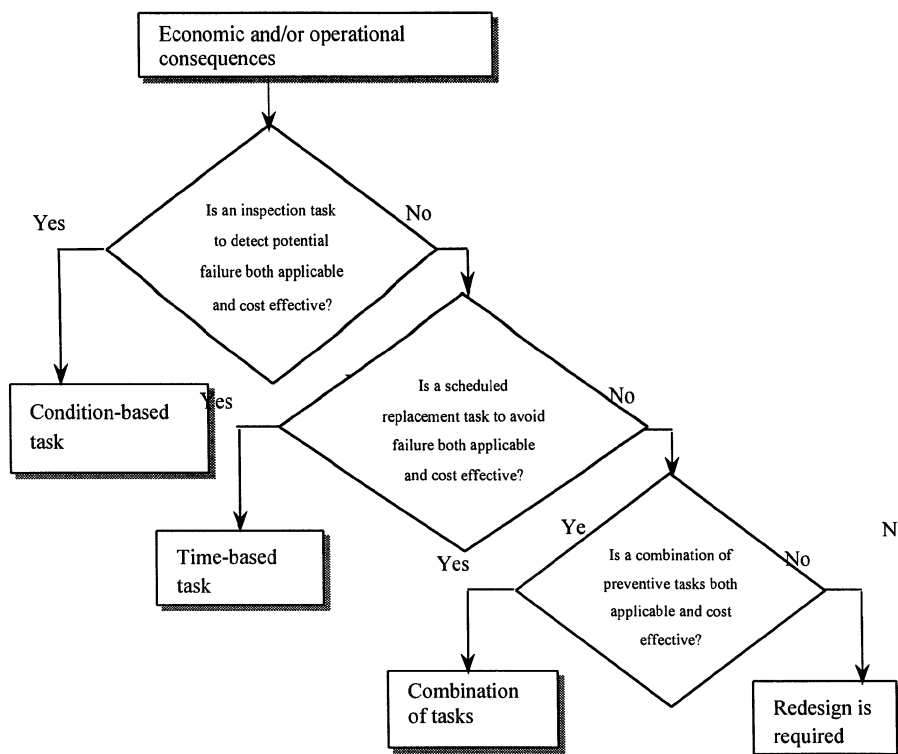 Economic and/or operational
consequences
Is an inspection task
to detect potential
failure both applicable
and cost effective?
Yes
No
Condition-based
task
Is a scheduled
replacement task to avoid
failure both applicable
and cost effective?
Yes
No
Time-based
task
Is a combination of
preventive tasks both
applicable and cost
effective?
Ye
Yes
No
N
Combination
of tasks
Redesign is
required